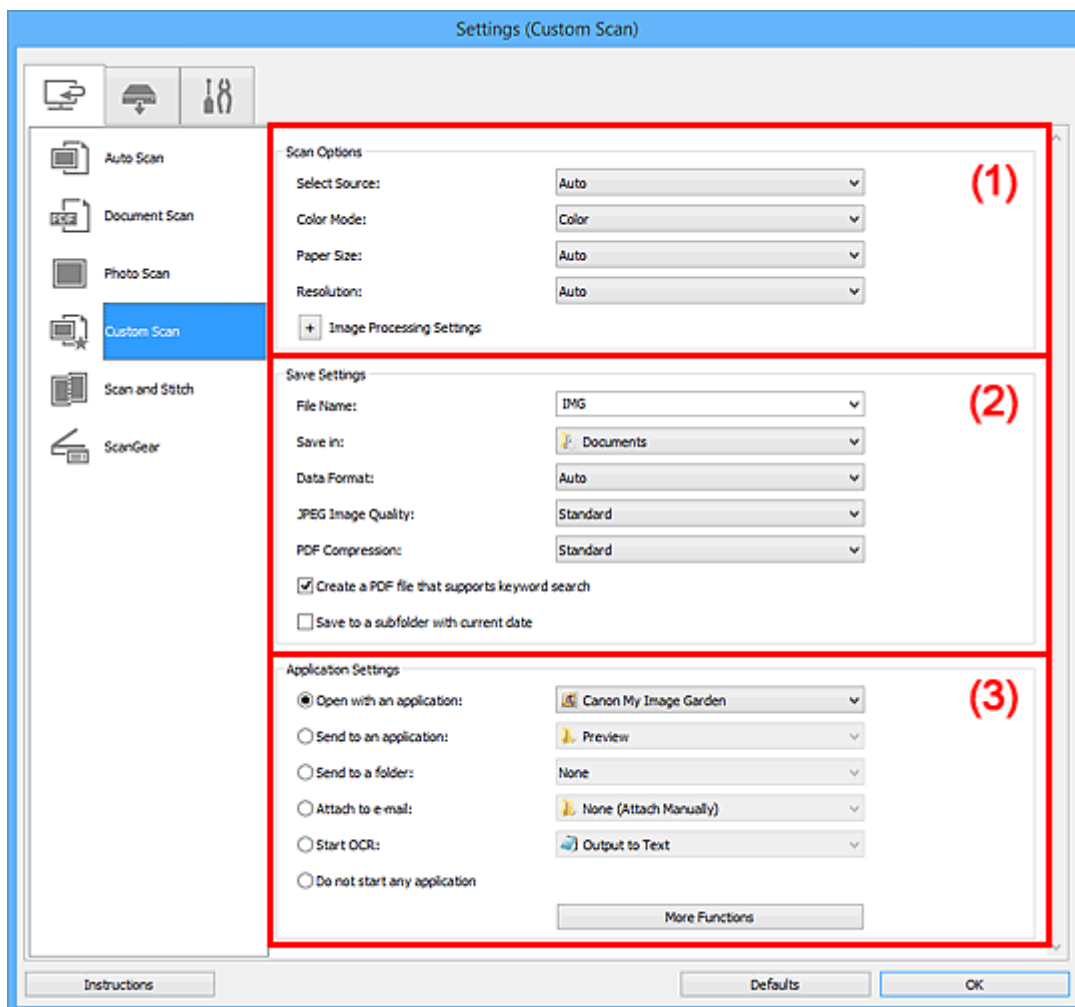 Settings (Custom Scan)
Auto Scan
PDF
Document Scan
Photo Scan
Custom Scan
Scan and Stitch
ScanGear
Scan Options
(1)
Select Source: Auto
Color Mode: Color
Paper Size: Auto
Resolution: Auto
+ Image Processing Settings
Save Settings
(2)
File Name: IMG
Save in: Documents
Data Format: Auto
JPEG Image Quality: Standard
PDF Compression: Standard
Create a PDF file that supports keyword search
Save to a subfolder with current date
Application Settings
(3)
Open with an application: Canon My Image Garden
Send to an application: Preview
Send to a folder: None
Attach to e-mail: None (Attach Manually)
Start OCR: Output to Text
Do not start any application
More Functions
Instructions Defaults OK